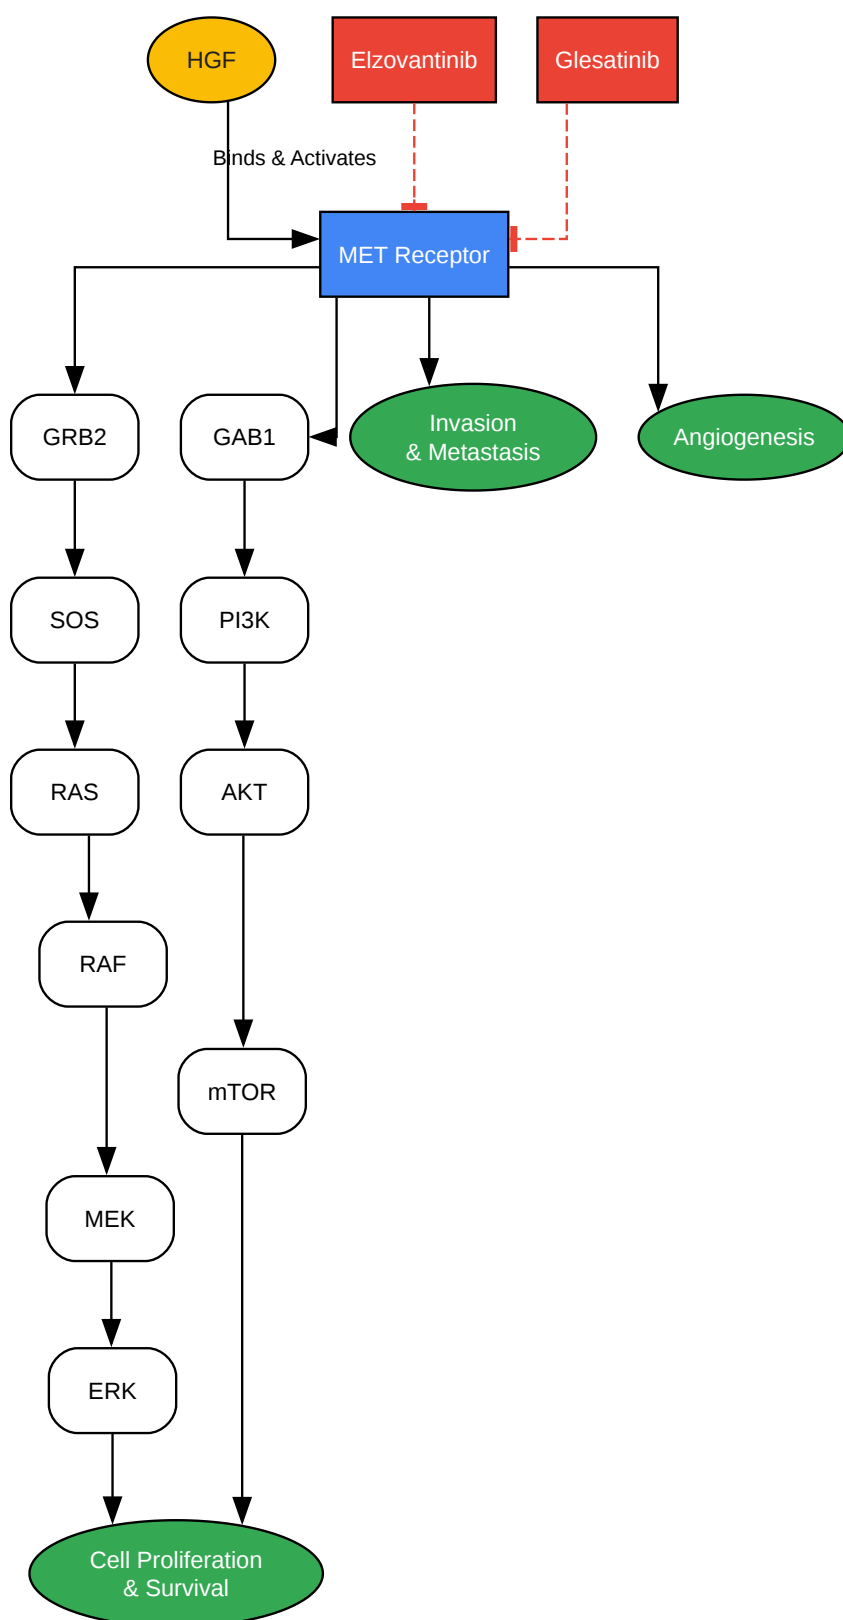 HGF
Elzovantinib
Glesatinib
Binds & Activates
MET Receptor
GRB2
GAB1
Invasion
& Metastasis
Angiogenesis
SOS
PI3K
RAS
AKT
RAF
mTOR
MEK
ERK
Cell Proliferation
& Survival